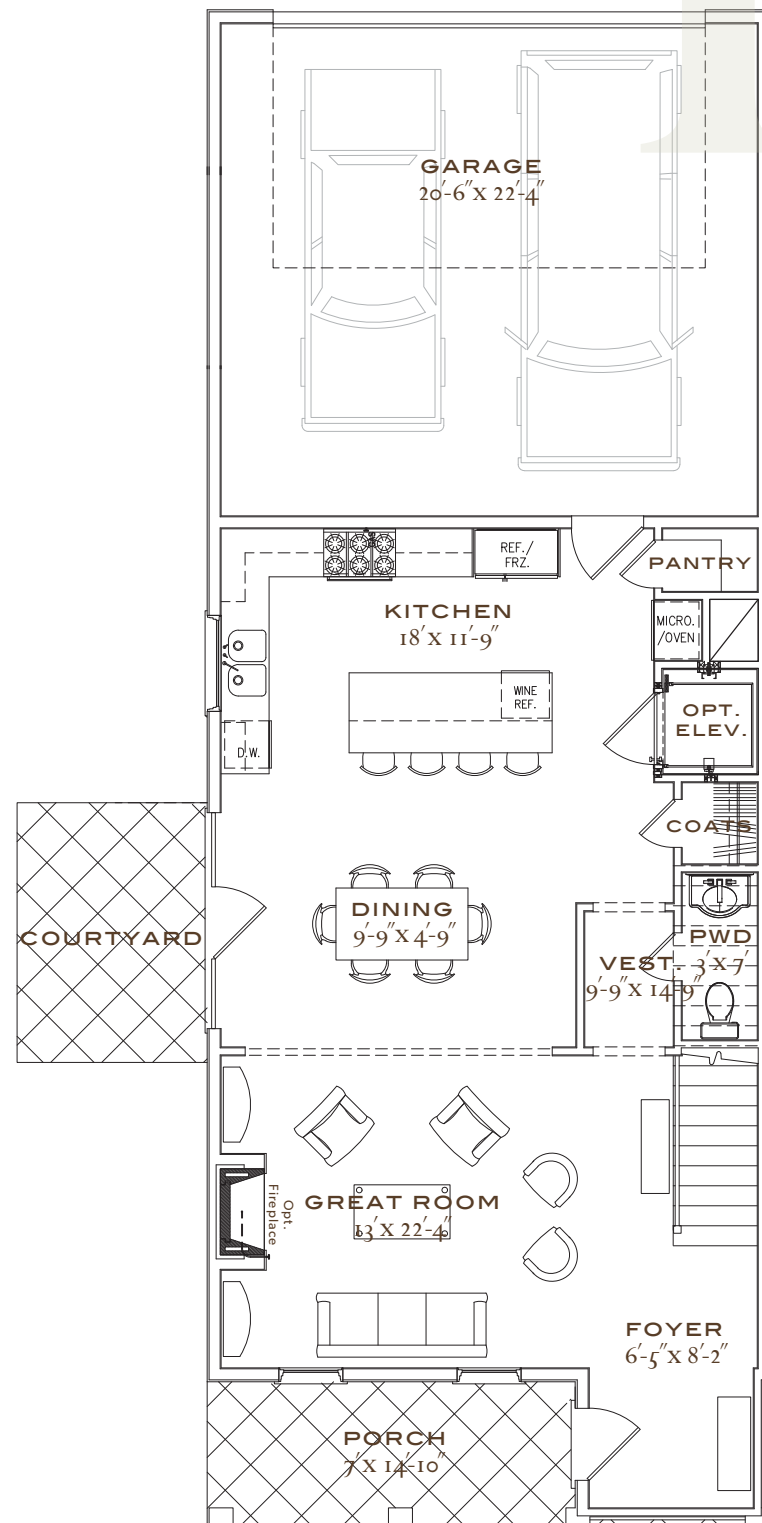 GARAGE
20'-6"X 22'-4"
REF./
FRZ.
PANTRY
KITCHEN
18'X 11'-9"
MICRO.
/OVEN
WINE
REF.
OPT.
ELEV.
D.W.
COATS
DINING
9'-9"X 4'-9"
COURTYARD
PWD
3'X 7'
VEST.
9'-9"X 14'-9"
Opt.
Fireplace
GREAT ROOM
13'X 22'-4"
FOYER
6'-5"X 8'-2"
PORCH
7'X 14'-10"